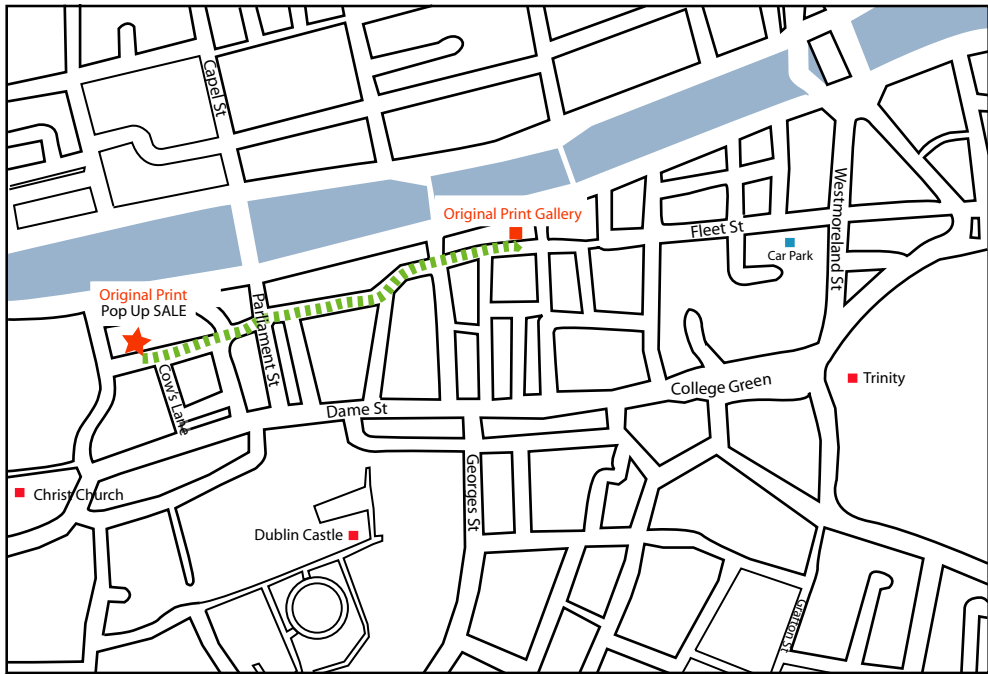 Capel St
Westmoreland St
Original Print Gallery
Fleet St
Car Park
Original Print
Pop Up SALE
Parliament St
Cow's Lane
Trinity
College Green
Dame St
Georges St
Christ Church
Dublin Castle
Grafton st